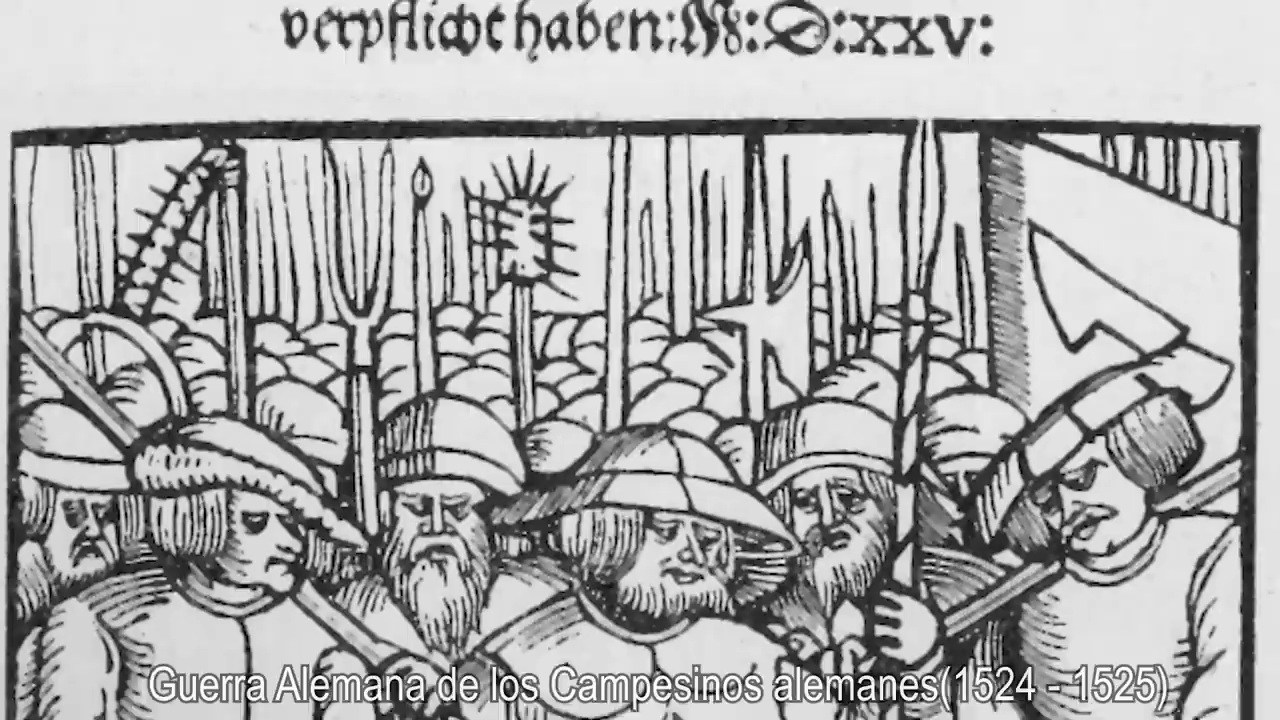 verpflicht haben: M: D: xxv:
Guerra Alemana de los Campesinos alemanes(1524 - 1525)